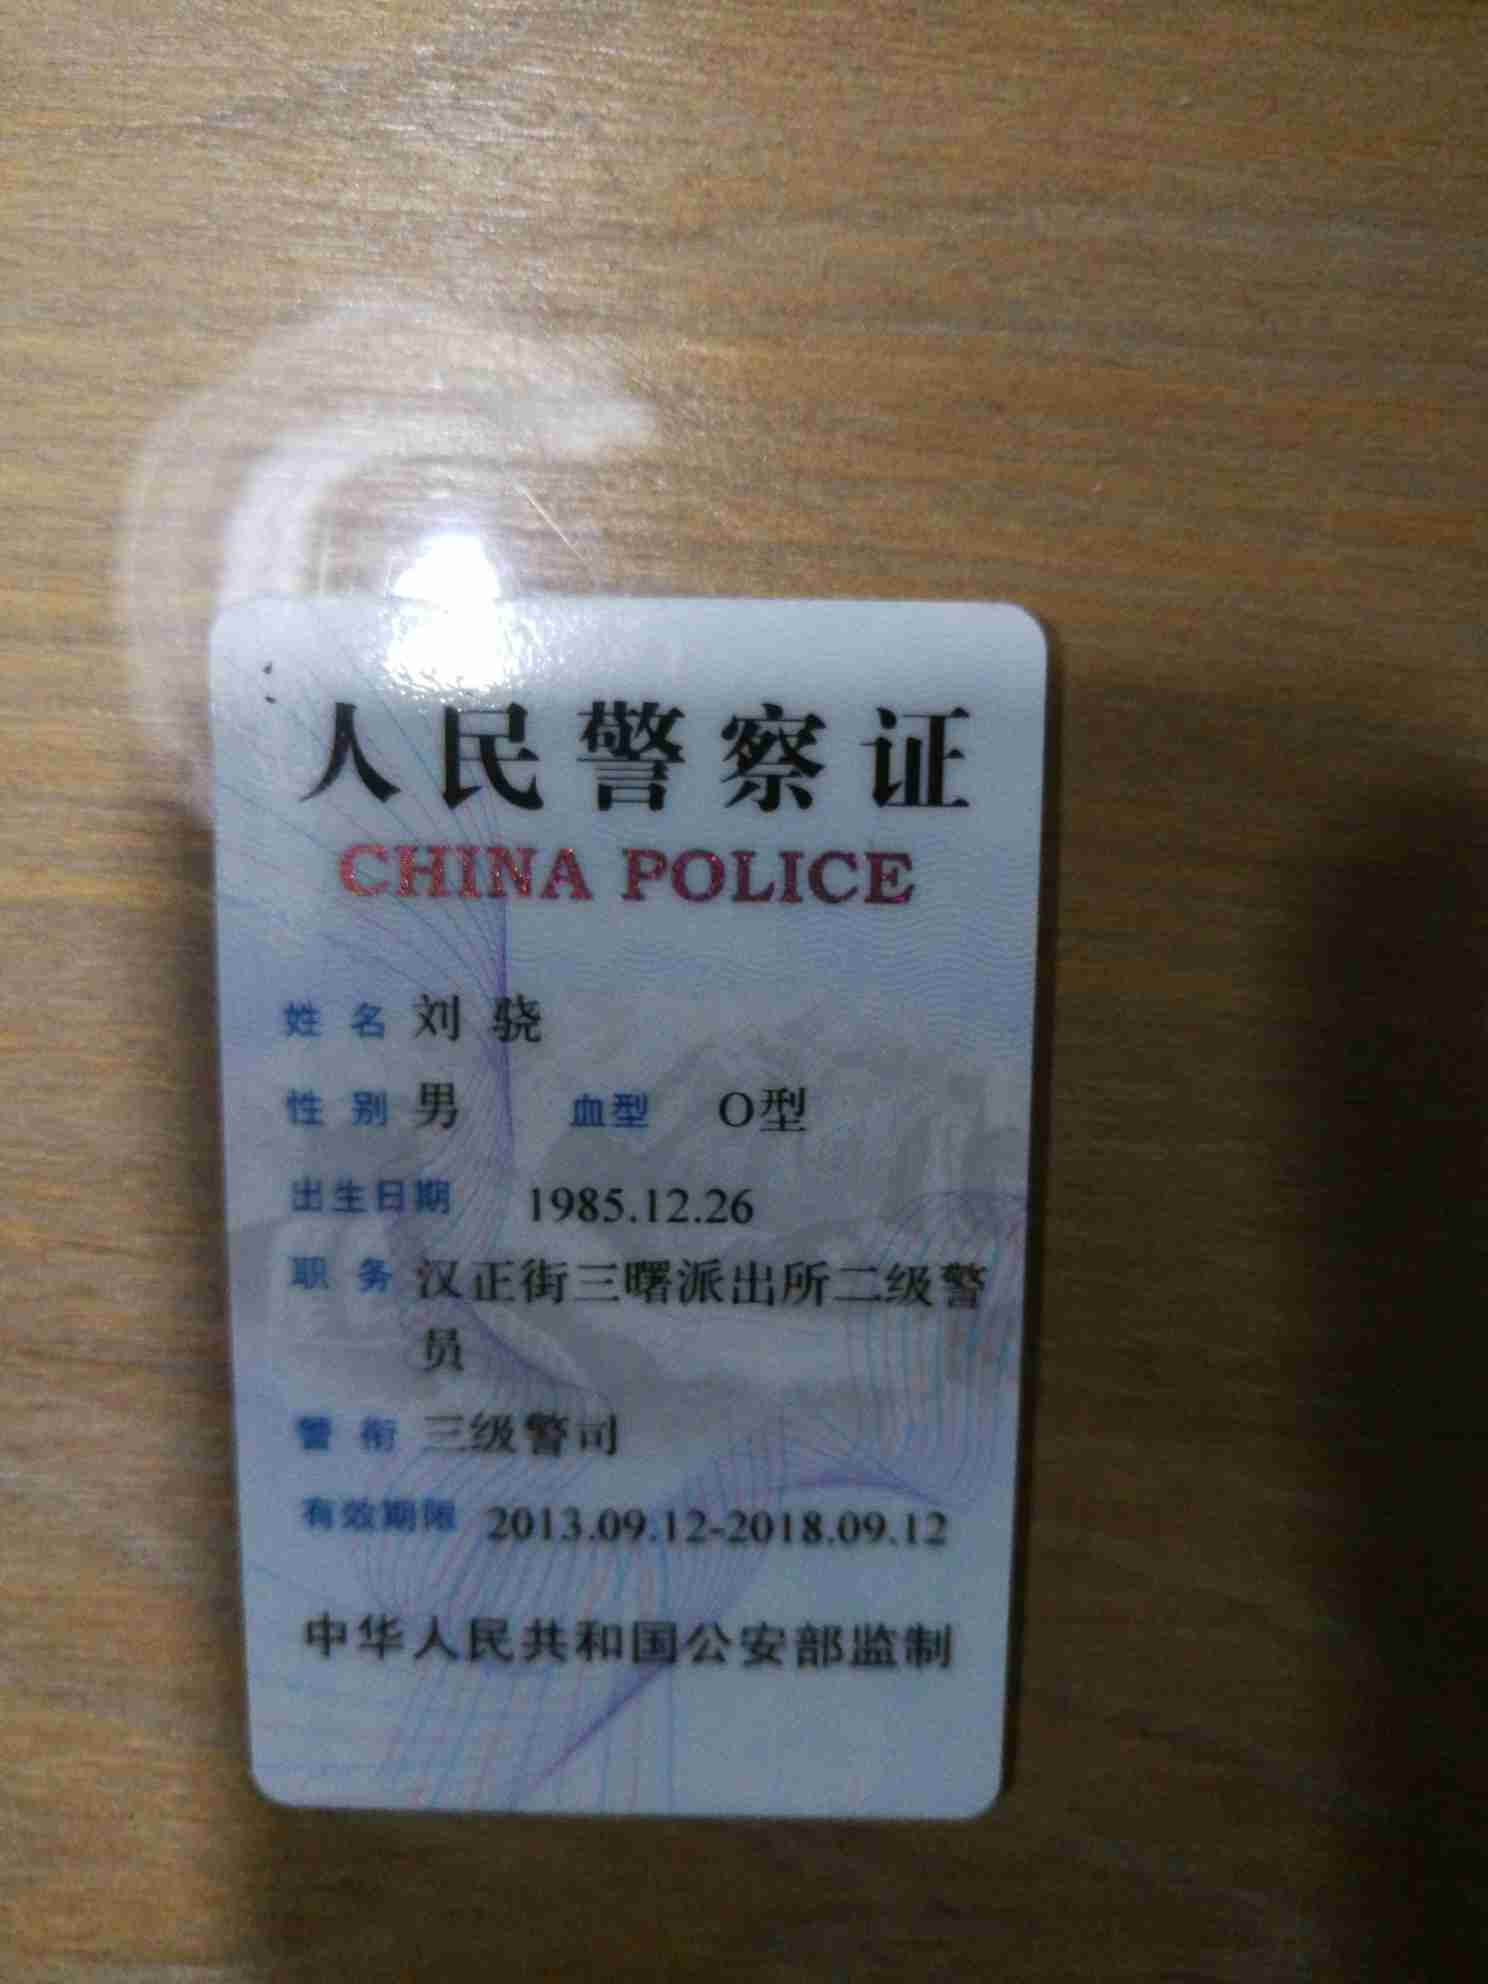 人民警察证
CHINA POLICE
姓名 刘骁
性别 男 血型 O型
出生日期 1985.12.26
职务 汉正街三曙派出所二级警
员
警衔 三级警司
有效期限 2013.09.12-2018.09.12
中华人民共和国公安部监制